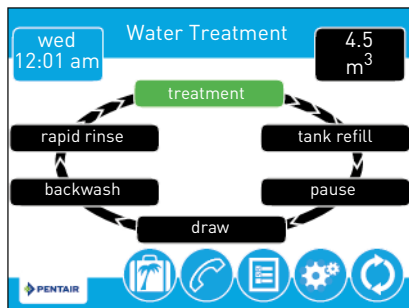 wed
12:01 am
Water Treatment
4.5
m³
treatment
rapid rinse
tank refill
backwash
pause
draw
PENTAIR